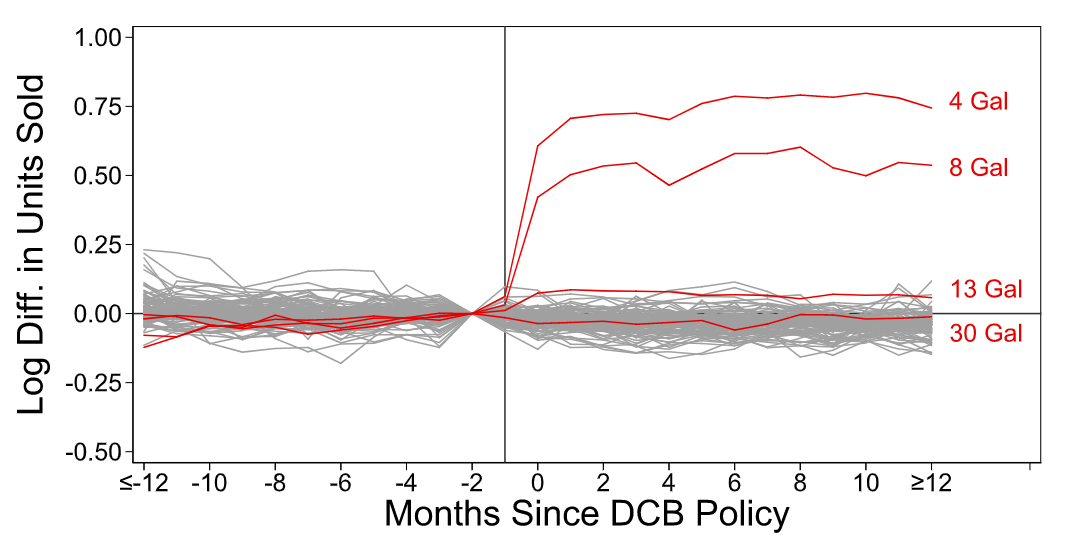 Log Diff. in Units Sold
1.00
0.75
0.50
0.25
0.00
-0.25
-0.50
4 Gal
8 Gal
13 Gal
30 Gal
≤-12 -10 -8 -6 -4 -2 0 2 4 6 8 10 ≥12
Months Since DCB Policy